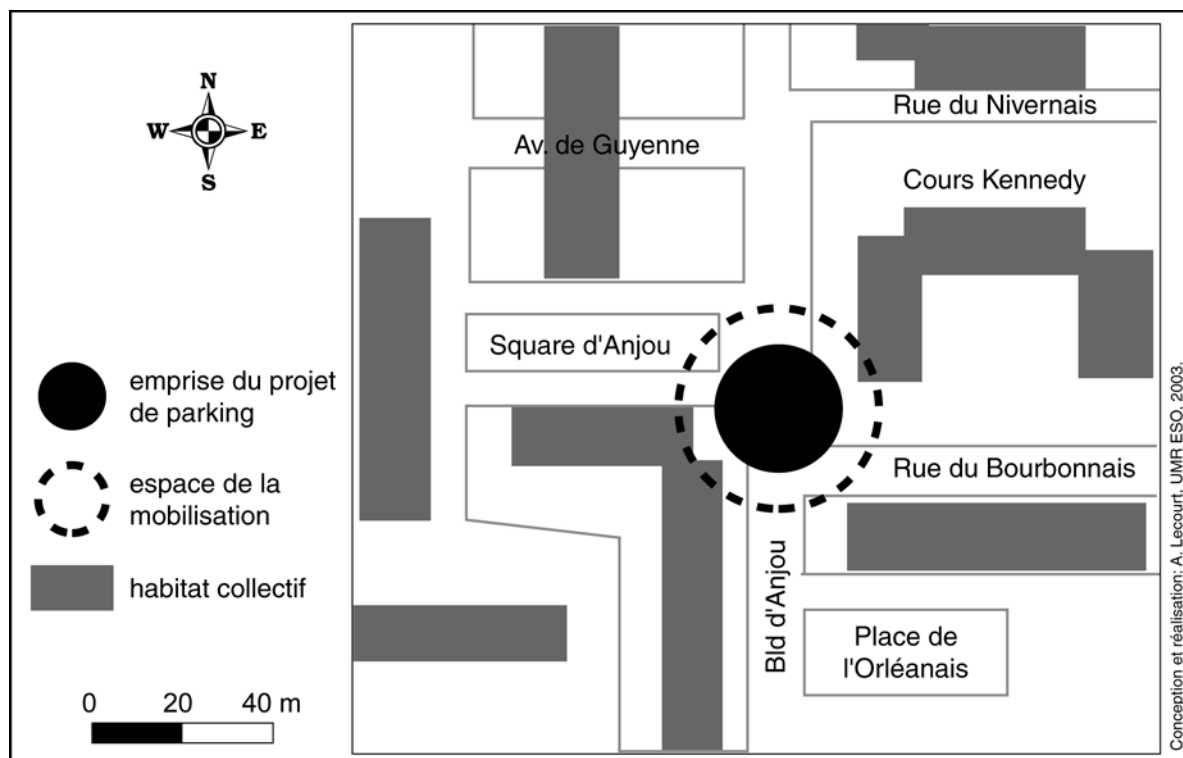 N
W E
S
emprise du projet
de parking
espace de la
mobilisation
habitat collectif
0 20 40 m
Rue du Nivernais
Av. de Guyenne
Cours Kennedy
Square d'Anjou
Rue du Bourbonnais
Bld d'Anjou
Place de
l'Orléanais
Conception et réalisation: A. Lecourt, UMR ESO, 2003.